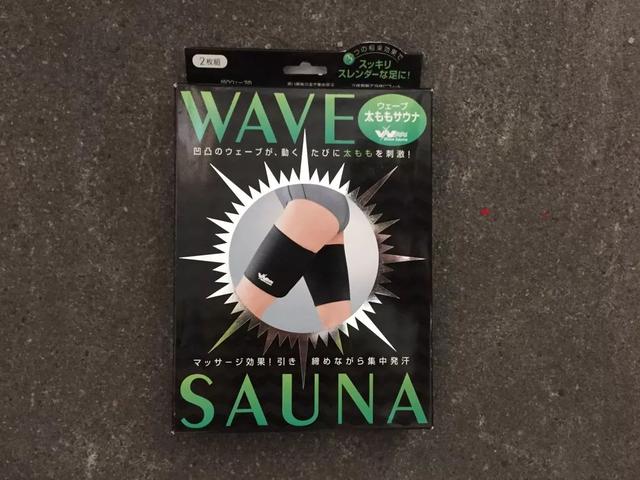 2枚組
つの相乗効果で
スッキリ
スレンダーな足に!
WAVE
ウェーブ
太ももサウナ
凹凸のウェーブが、動くたびに太ももを刺激!
マッサージ効果!引き締めながら集中発汗
SAUNA